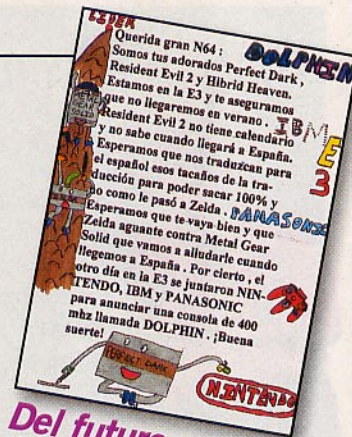 LIDER
DOLPHIN
Querida gran N64 :
Somos tus adorados Perfect Dark ,
Resident Evil 2 y Hibrid Heaven.
Estamos en la E3 y te aseguramos
que no llegaremos en verano .
Resident Evil 2 no tiene calendario
y no sabe cuando llegará a España.
Esperamos que nos traduzcan para
el español esos tacaños de la tra-
ducción para poder sacar 100% y
no como le pasó a Zelda .
Esperamos que te vaya bien y que
Zelda aguante contra Metal Gear
Solid que vamos a alludarle cuando
llegemos a España . Por cierto , el
otro día en la E3 se juntaron NIN-
TENDO, IBM y PANASONIC
para anunciar una consola de 400
mhz llamada DOLPHIN . ¡Buena
suerte!
IBM
E
3
PANASONIC
METAL GEAR SOLID
PERFECT DARK
N
NINTENDO
Del futuro